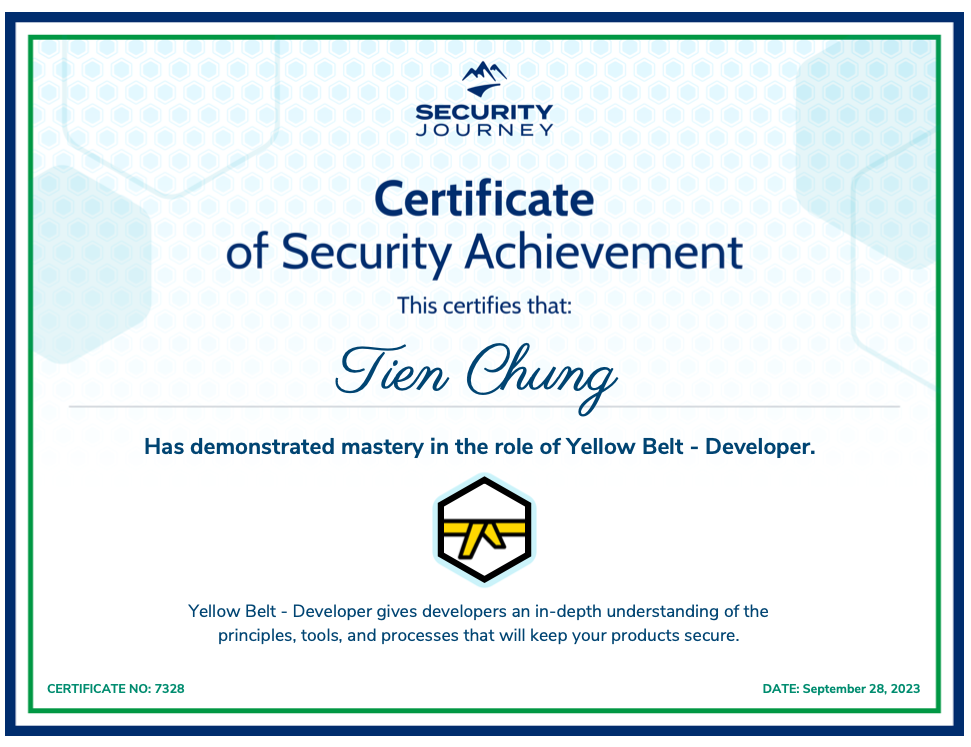 SECURITY
JOURNEY
Certificate
of Security Achievement
This certifies that:
Tien Chung
Has demonstrated mastery in the role of Yellow Belt - Developer.
Yellow Belt - Developer gives developers an in-depth understanding of the
principles, tools, and processes that will keep your products secure.
CERTIFICATE NO: 7328
DATE: September 28, 2023